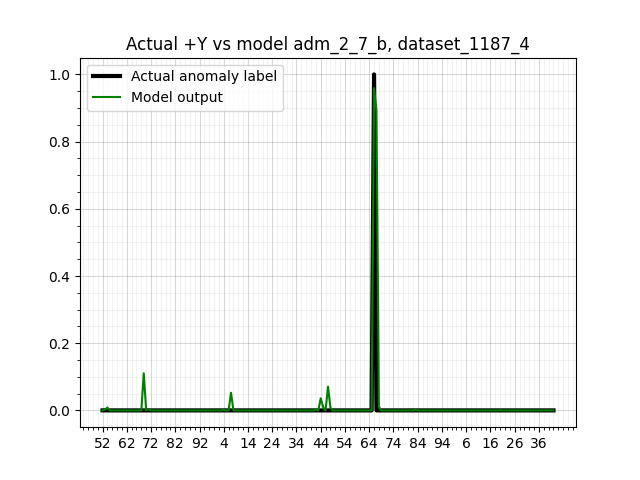 Actual +Y vs model adm_2_7_b, dataset_1187_4
Actual anomaly label
Model output
1.0
0.8
0.6
0.4
0.2
0.0
52 62 72 82 92 4 14 24 34 44 54 64 74 84 94 6 16 26 36